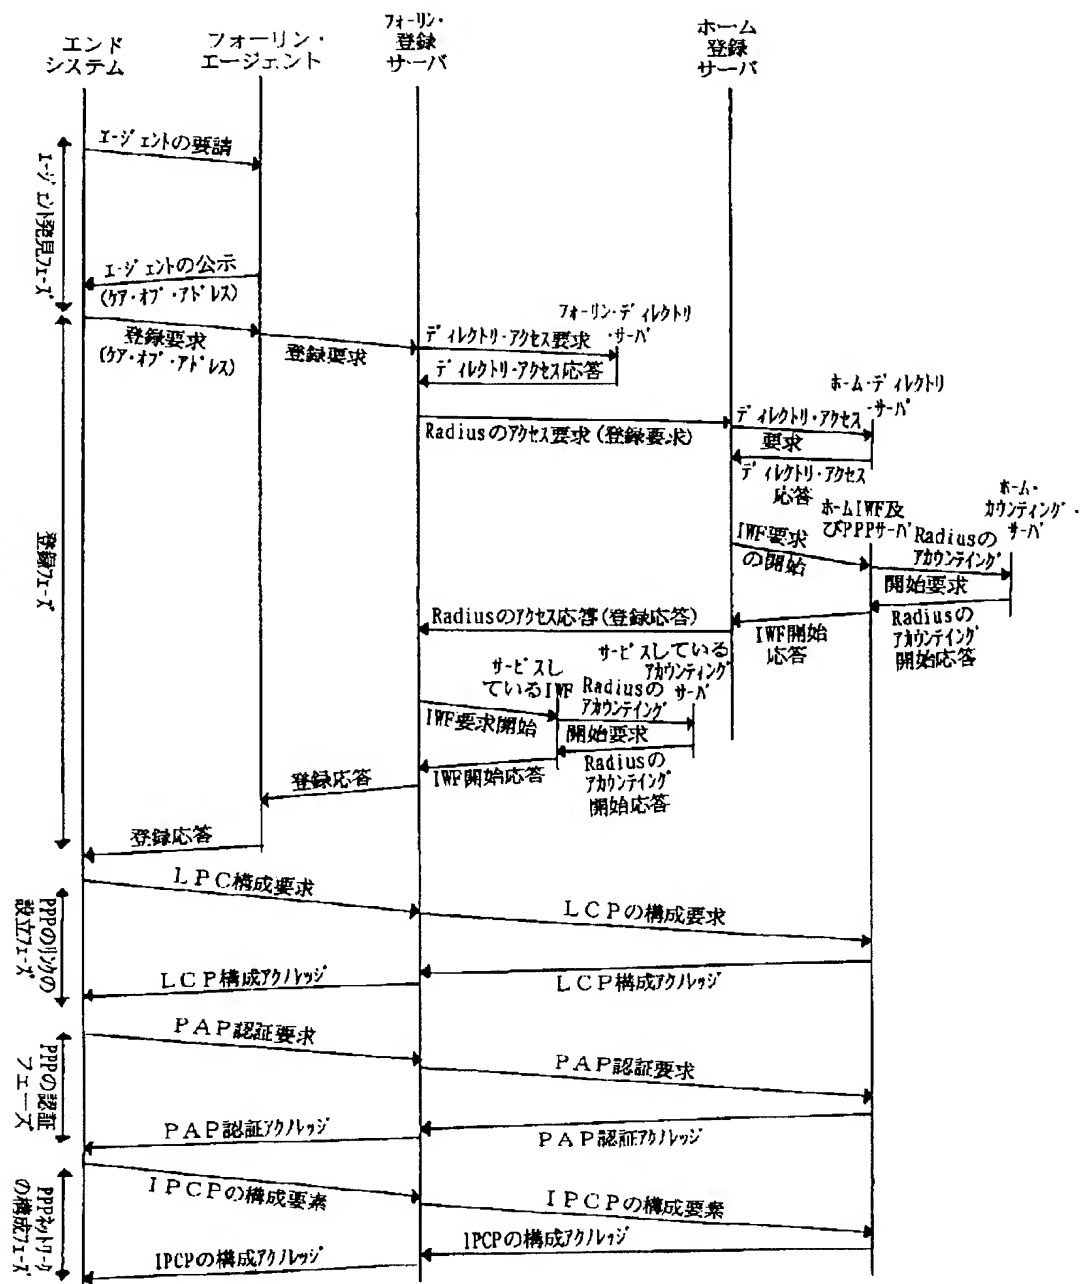 エンド
システム
フォーリン・
エージェント
フォーリン・
登録
サーバ
ホーム
登録
サーバ
エージェント発見フェーズ
エージェントの要請
エージェントの公示
(ケア・オブ・アドレス)
登録フェーズ
登録要求
(ケア・オブ・アドレス)
登録要求
ディレクトリ・アクセス要求
フォーリン・ディレクトリ
・サーバ
ディレクトリ・アクセス応答
Radiusのアクセス要求(登録要求)
ディレクトリ・アクセス
要求
ホーム・ディレクトリ
・サーバ
ディレクトリ・アクセス
応答
IWF要求
の開始
ホームIWF及
びPPPサーバ
Radiusの
アカウンティング
開始要求
ホーム・
カウンティング・
サーバ
Radiusの
アカウンティング
開始応答
IWF開始
応答
Radiusのアクセス応答(登録応答)
サービスし
ているIWF
サービスしている
アカウンティング
サーバ
IWF要求開始
Radiusの
アカウンティング
開始要求
Radiusの
アカウンティング
開始応答
IWF開始応答
登録応答
登録応答
PPPのリンクの
設立フェーズ
LPC構成要求
LCPの構成要求
LCP構成アクノレッジ
LCP構成アクノレッジ
PPPの認証
フェーズ
PAP認証要求
PAP認証要求
PAP認証アクノレッジ
PAP認証アクノレッジ
PPPネットワーク
の構成フェーズ
IPCPの構成要素
IPCPの構成要素
IPCPの構成アクノレッジ
IPCPの構成アクノレッジ